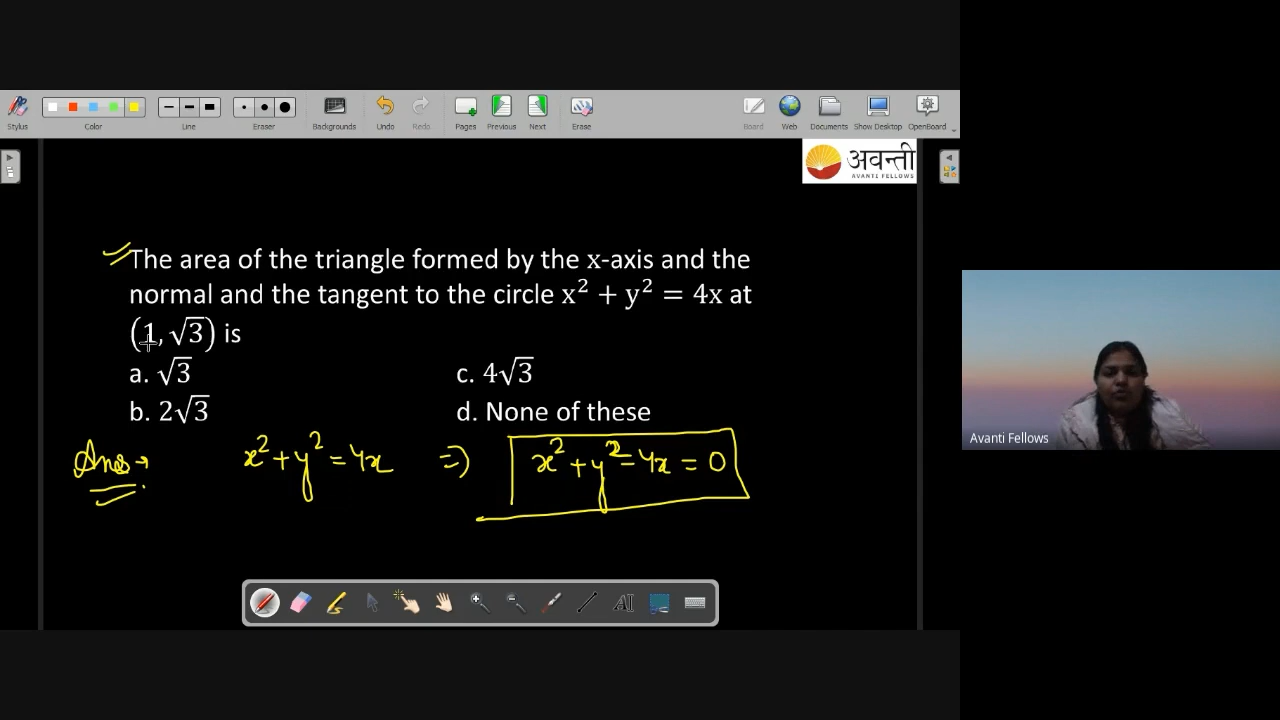 Stylus
Color
Line
Eraser
Backgrounds
Undo
Redo
Pages
Previous
Next
Erase
Board
Web
Documents
Show Desktop
OpenBoard
अवन्ती
AVANTI FELLOWS
The area of the triangle formed by the x-axis and the
normal and the tangent to the circle x² + y² = 4x at
(1, √3) is
a. √3
c. 4√3
b. 2√3
d. None of these
Ans → x² + y² = 4x ⇒ x² + y² - 4x = 0
AI
Avanti Fellows